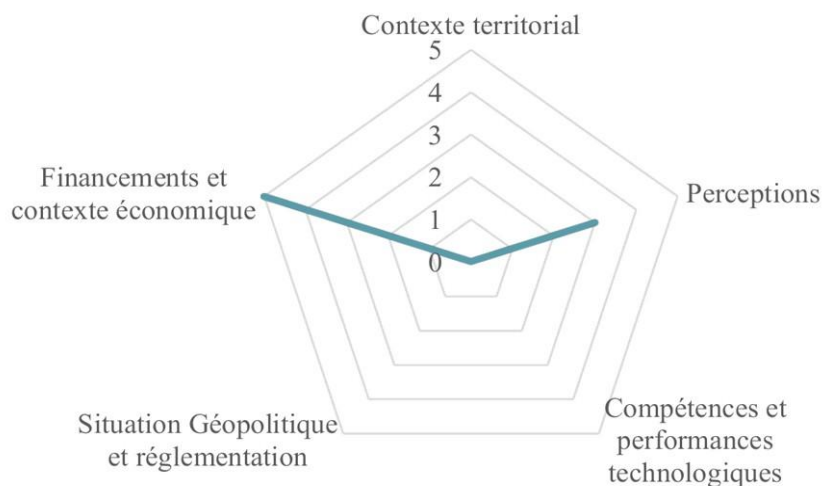 Contexte territorial
5
4
3
2
1
0
Perceptions
Compétences et
performances
technologiques
Situation Géopolitique
et réglementation
Financements et
contexte économique